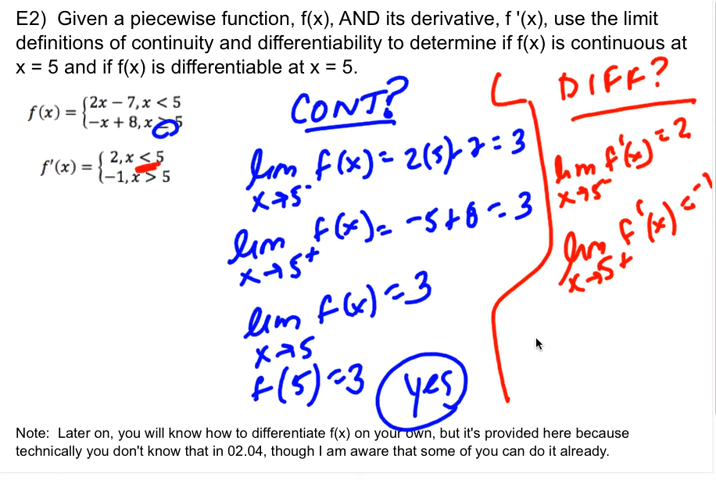 E2) Given a piecewise function, f(x), AND its derivative, f '(x), use the limit
definitions of continuity and differentiability to determine if f(x) is continuous at
x = 5 and if f(x) is differentiable at x = 5.
f(x) = {2x – 7, x < 5
–x + 8, x ≥ 5
f'(x) = { 2, x < 5
–1, x > 5
CONT?
lim f(x) = 2(5) - 7 = 3
x→5⁻
lim f(x) = -5+8 = 3
x→5⁺
lim f(x) = 3
x→5
f(5) = 3 yes
DIFF?
lim f'(x) = 2
x→5⁻
lim f'(x) = -1
x→5⁺
Note: Later on, you will know how to differentiate f(x) on your own, but it's provided here because
technically you don't know that in 02.04, though I am aware that some of you can do it already.